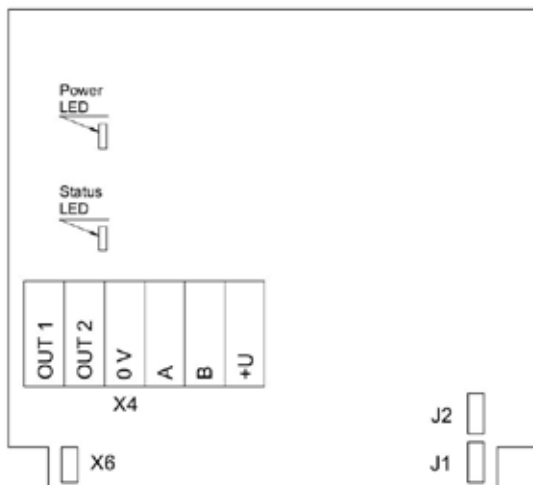 Power
LED
Status
LED
OUT 1
OUT 2
0 V
A
B
+U
X4
J2
X6
J1